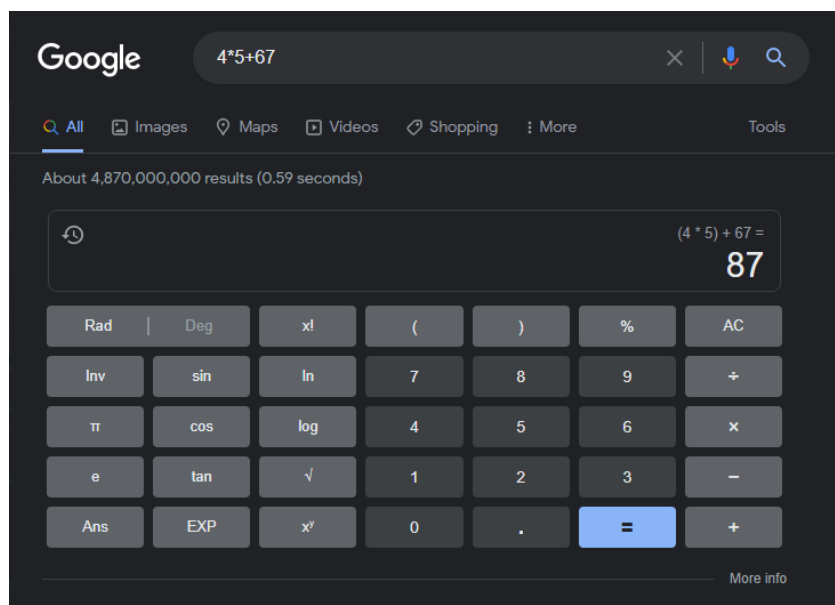 Google 4*5+67
All Images Maps Videos Shopping More Tools
About 4,870,000,000 results (0.59 seconds)
(4 * 5) + 67 =
87
Rad | Deg x! ( ) % AC
Inv sin ln 7 8 9 ÷
π cos log 4 5 6 ×
e tan √ 1 2 3 −
Ans EXP xʸ 0 . = +
More info